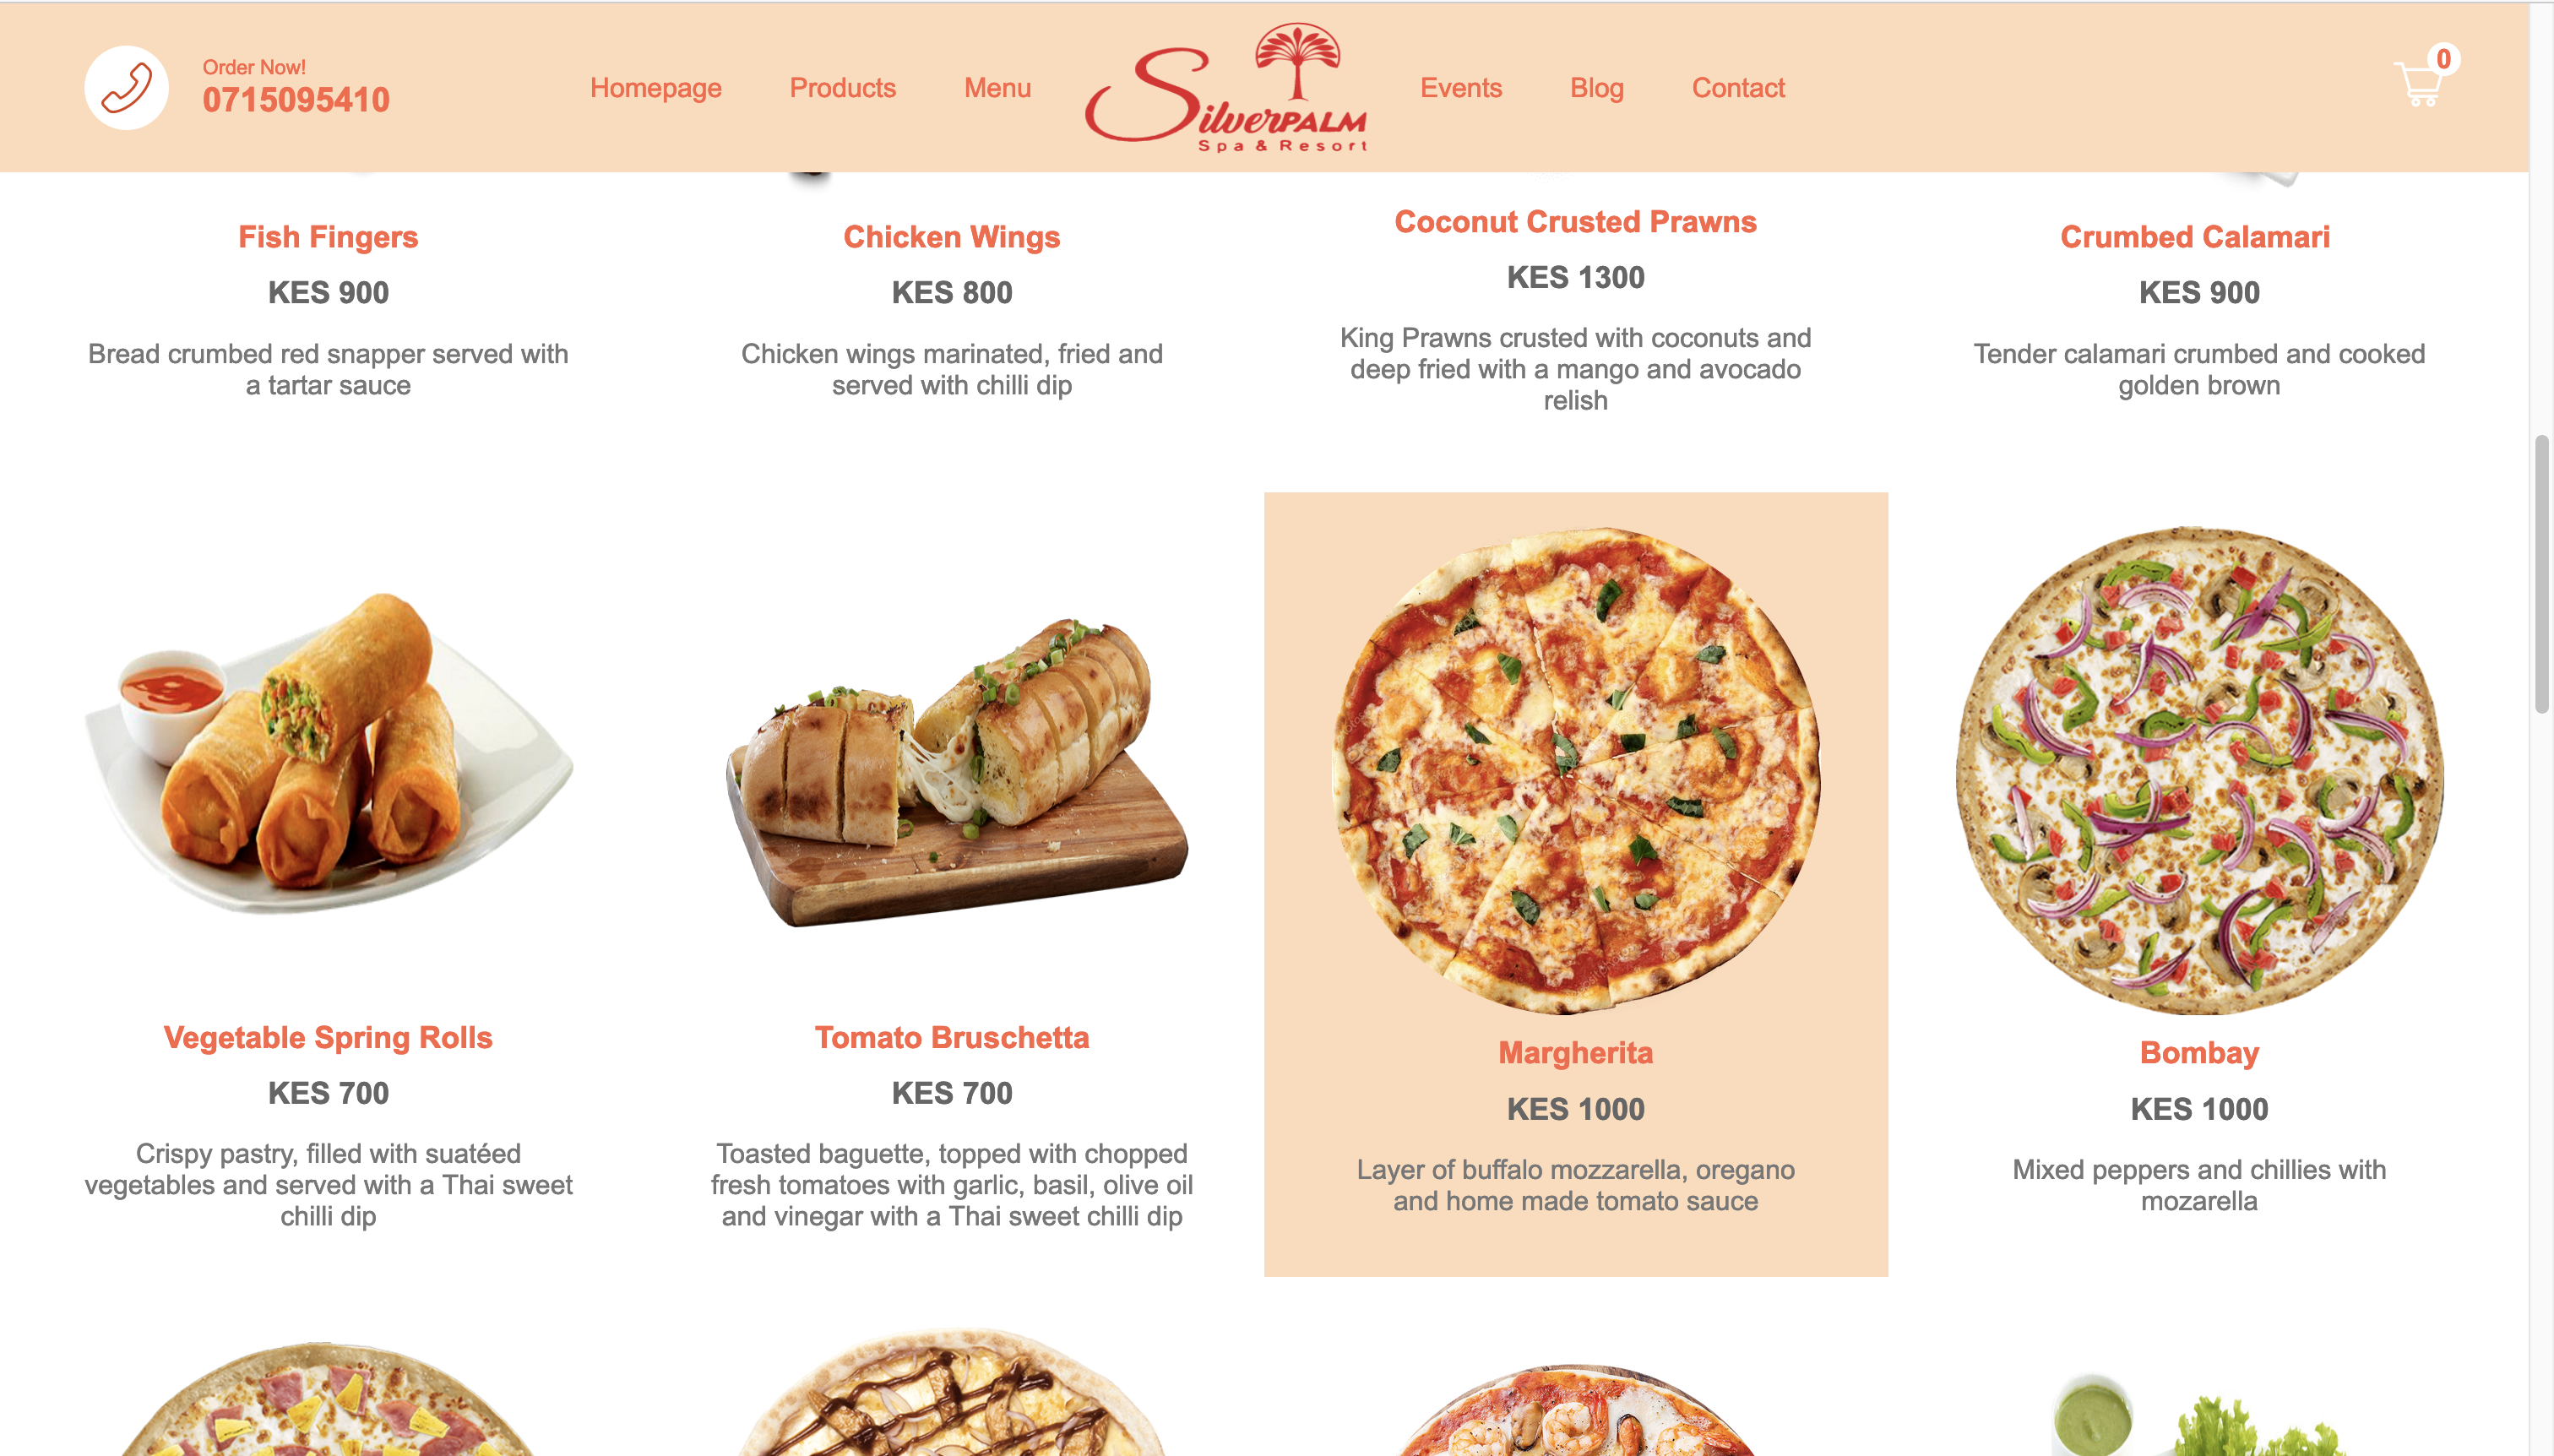 Order Now!
0715095410
Homepage
Products
Menu
SilverPALM
Spa & Resort
Events
Blog
Contact
0
Fish Fingers
KES 900
Bread crumbed red snapper served with
a tartar sauce
Chicken Wings
KES 800
Chicken wings marinated, fried and
served with chilli dip
Coconut Crusted Prawns
KES 1300
King Prawns crusted with coconuts and
deep fried with a mango and avocado
relish
Crumbed Calamari
KES 900
Tender calamari crumbed and cooked
golden brown
Vegetable Spring Rolls
KES 700
Crispy pastry, filled with suatéed
vegetables and served with a Thai sweet
chilli dip
Tomato Bruschetta
KES 700
Toasted baguette, topped with chopped
fresh tomatoes with garlic, basil, olive oil
and vinegar with a Thai sweet chilli dip
Margherita
KES 1000
Layer of buffalo mozzarella, oregano
and home made tomato sauce
Bombay
KES 1000
Mixed peppers and chillies with
mozarella